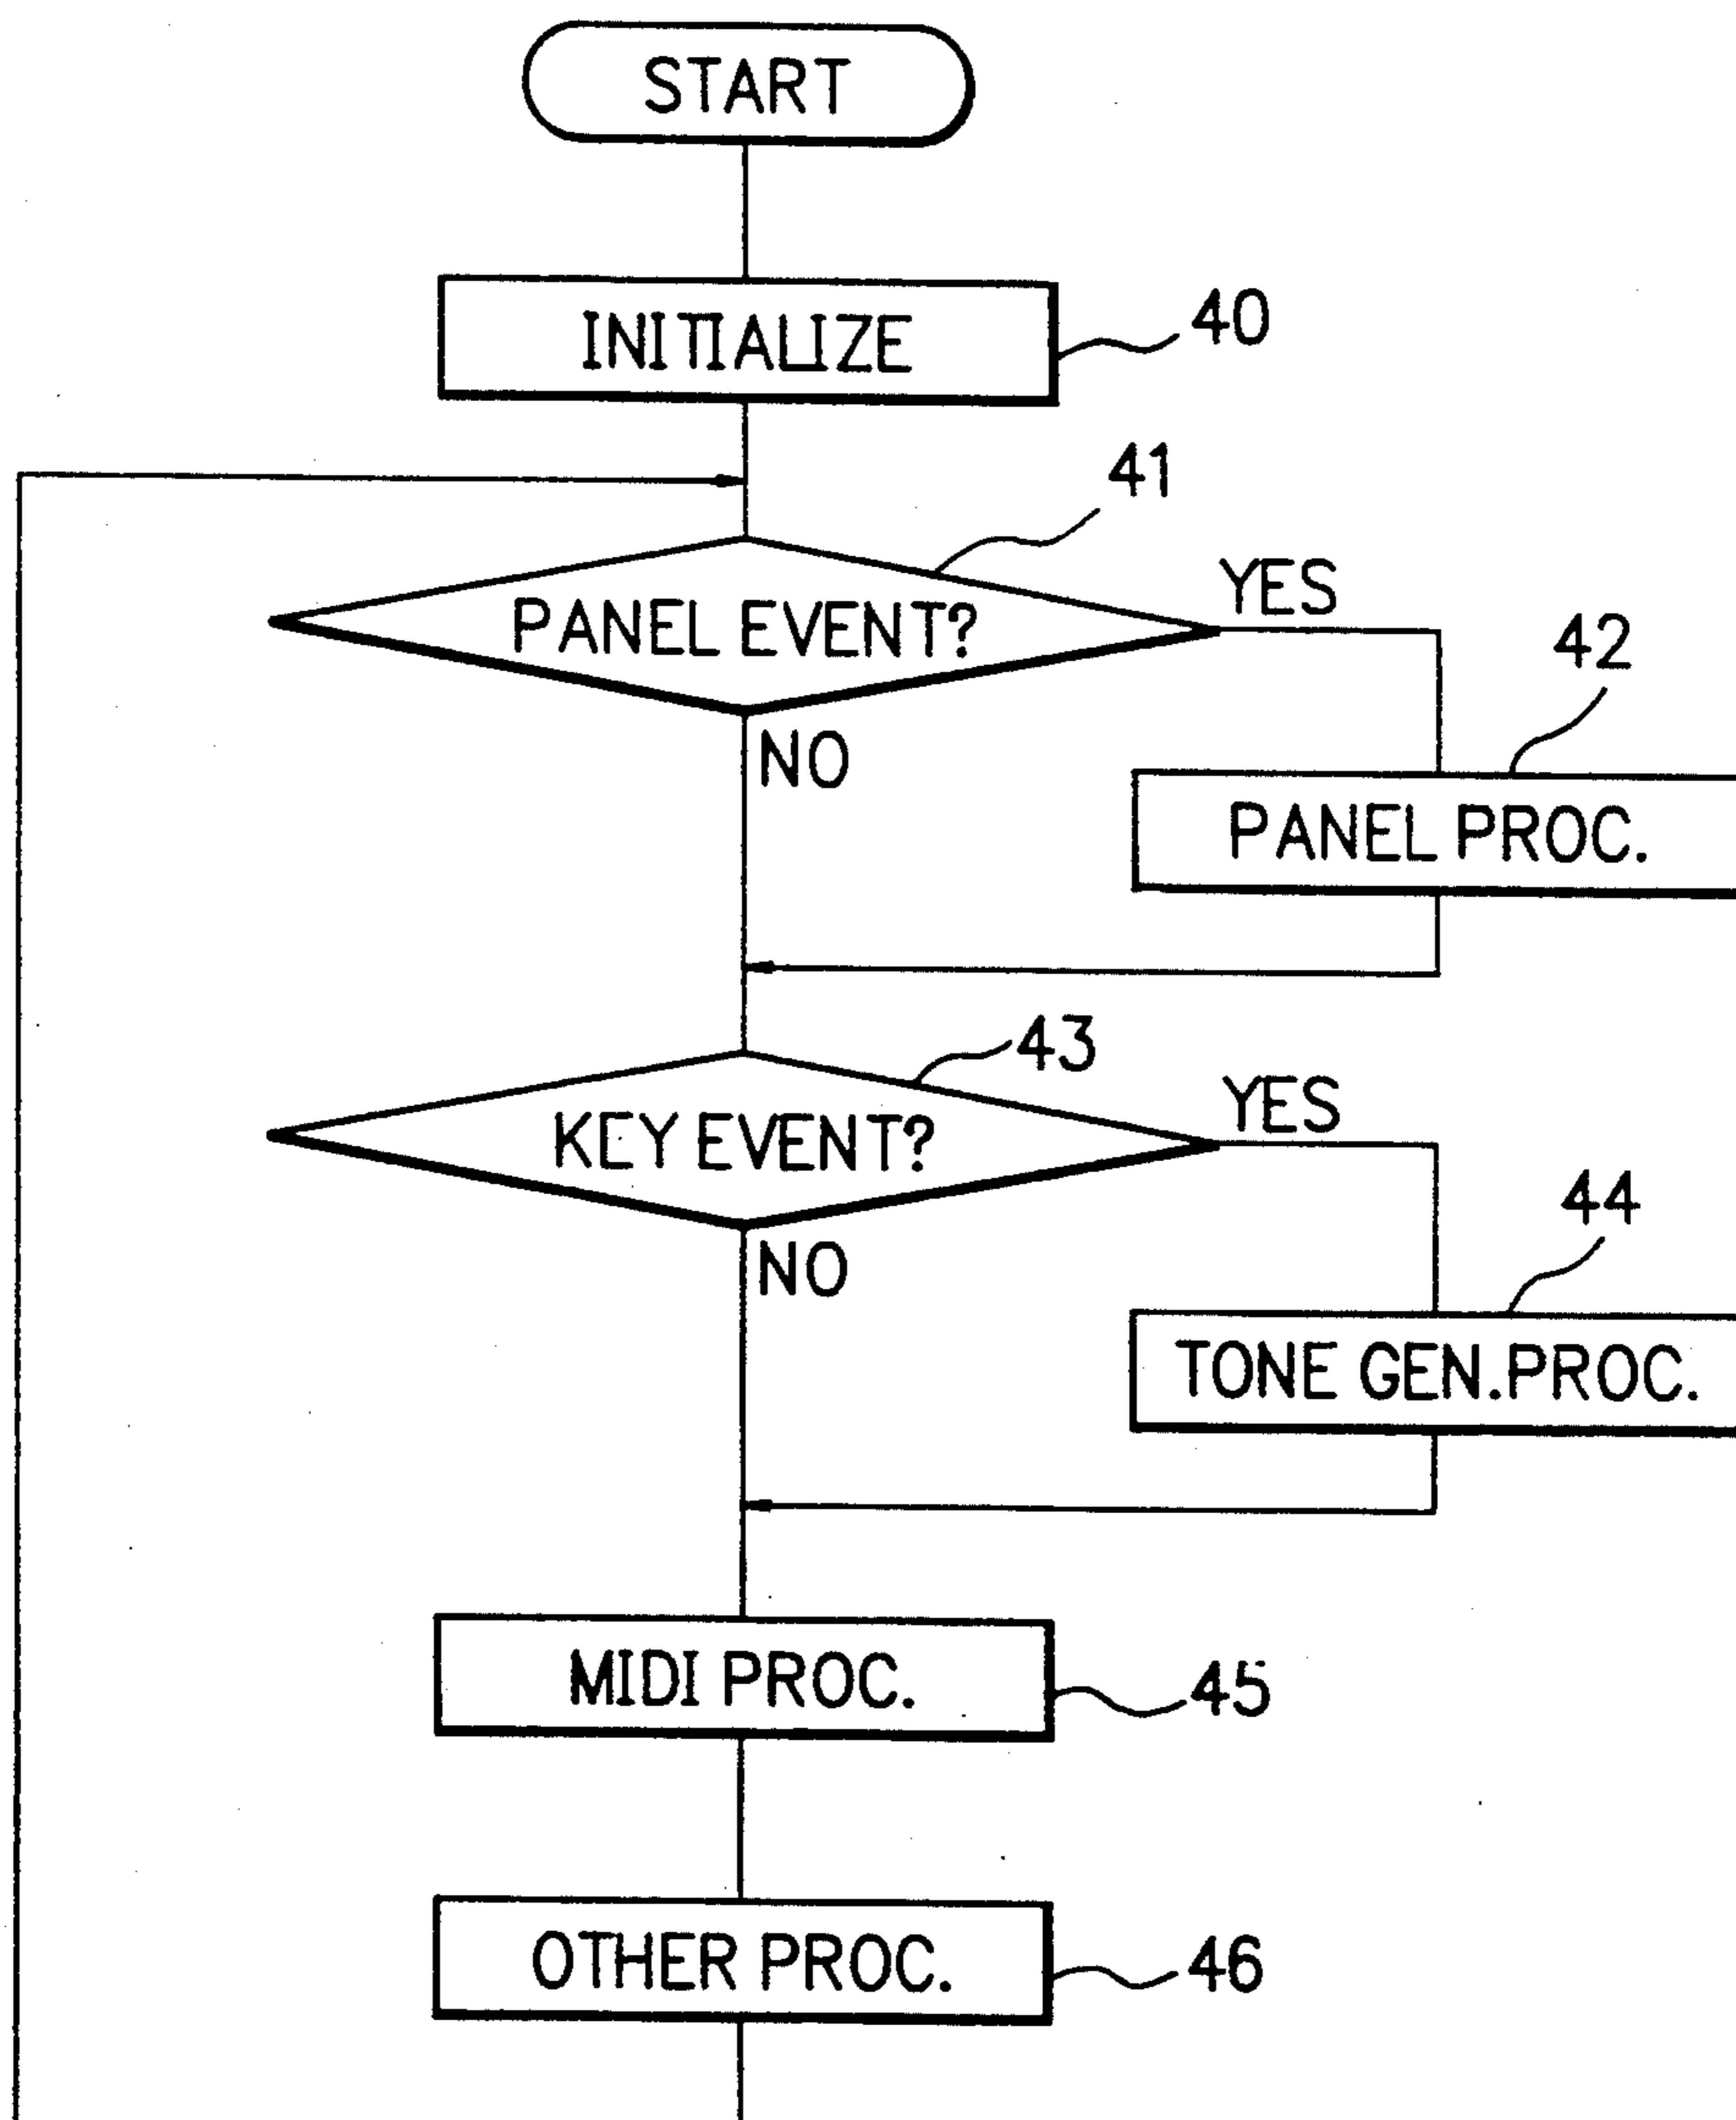 START
INITIALIZE
40
41
PANEL EVENT?
YES
42
NO
PANEL PROC.
43
KEY EVENT?
YES
44
NO
TONE GEN.PROC.
MIDI PROC.
45
OTHER PROC.
46